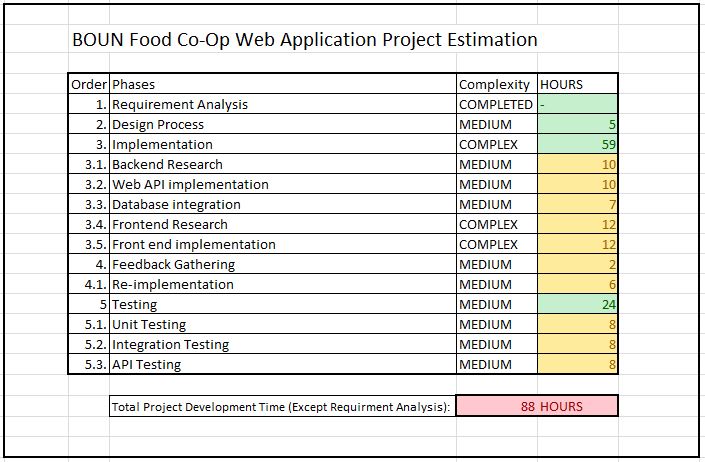 BOUN Food Co-Op Web Application Project Estimation
Order Phases Complexity HOURS
1. Requirement Analysis COMPLETED -
2. Design Process MEDIUM 5
3. Implementation COMPLEX 59
3.1. Backend Research MEDIUM 10
3.2. Web API implementation MEDIUM 10
3.3. Database integration MEDIUM 7
3.4. Frontend Research COMPLEX 12
3.5. Front end implementation COMPLEX 12
4. Feedback Gathering MEDIUM 2
4.1. Re-implementation MEDIUM 6
5 Testing MEDIUM 24
5.1. Unit Testing MEDIUM 8
5.2. Integration Testing MEDIUM 8
5.3. API Testing MEDIUM 8
Total Project Development Time (Except Requirment Analysis): 88 HOURS